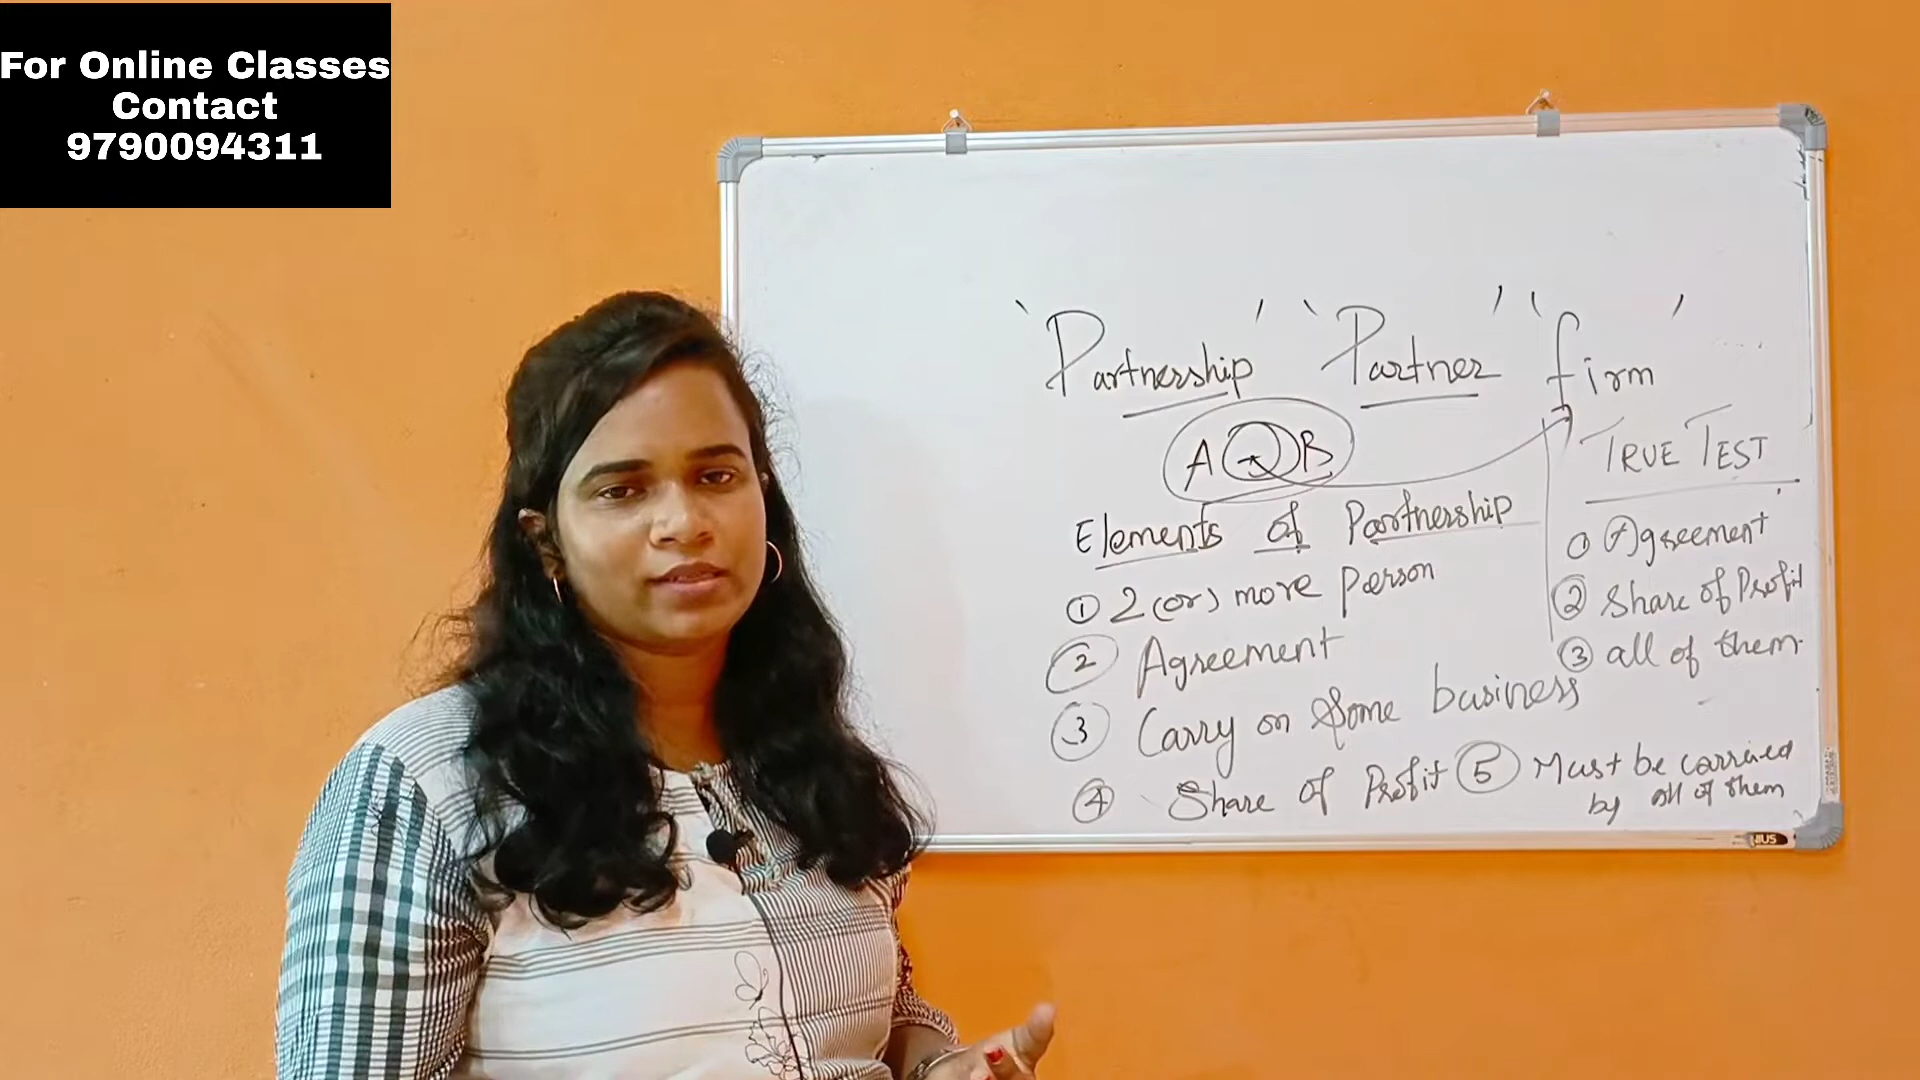 For Online Classes
Contact
9790094311
'Partnership' 'Partner' 'firm'
A B
TRUE TEST
Elements of Partnership
① Agreement
① 2 (or) more person
② Share of Profit
② Agreement
③ all of them.
③ Carry on Some business
④ Share of Profit ⑤ Must be carried
by all of them